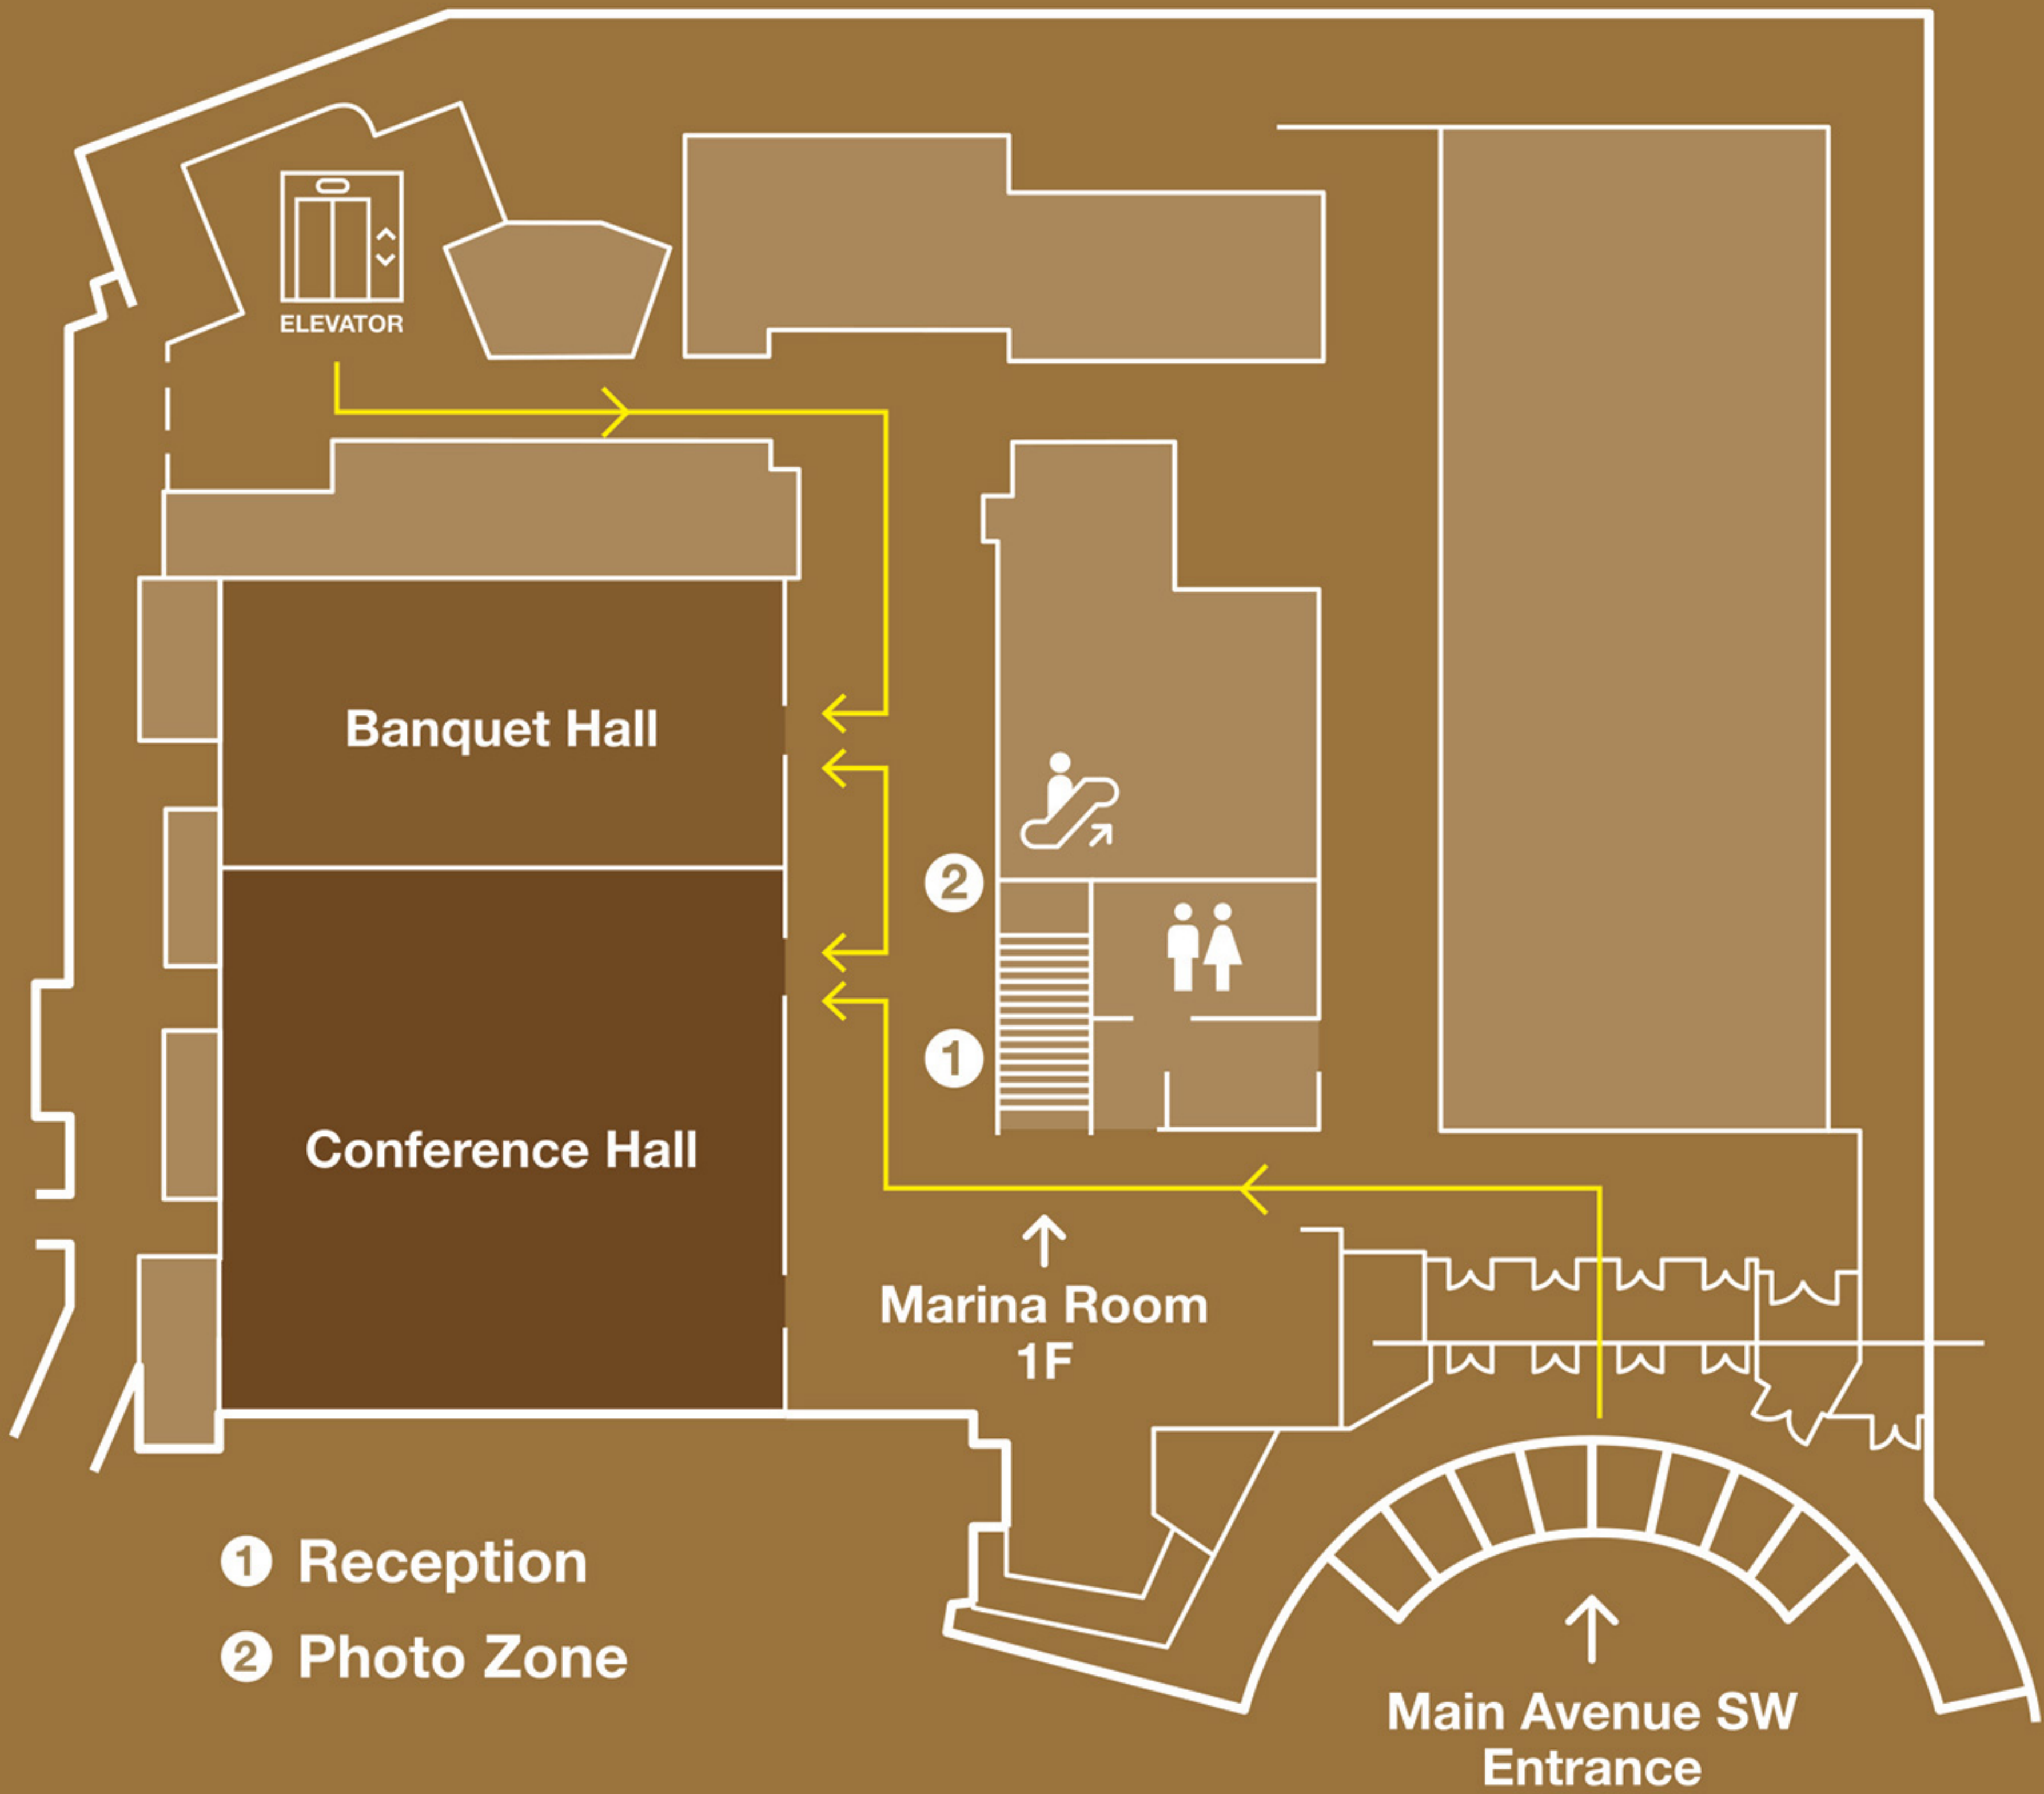 ELEVATOR
Banquet Hall
2
1
Conference Hall
Marina Room
1F
1 Reception
2 Photo Zone
Main Avenue SW
Entrance